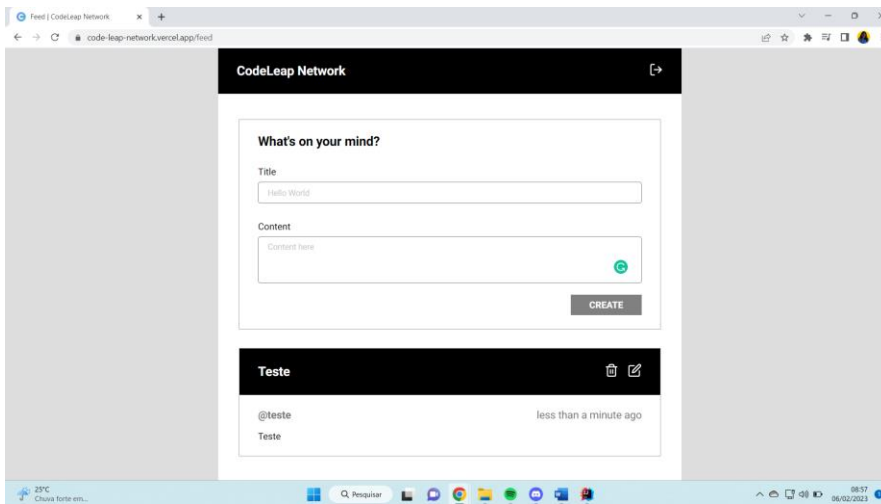 Feed | CodeLeap Network
code-leap-network.vercel.app/feed
CodeLeap Network
What's on your mind?
Title
Hello World
Content
Content here
CREATE
Teste
@teste less than a minute ago
Teste
25°C
Chuva forte em...
Pesquisar
08:57
06/02/2023